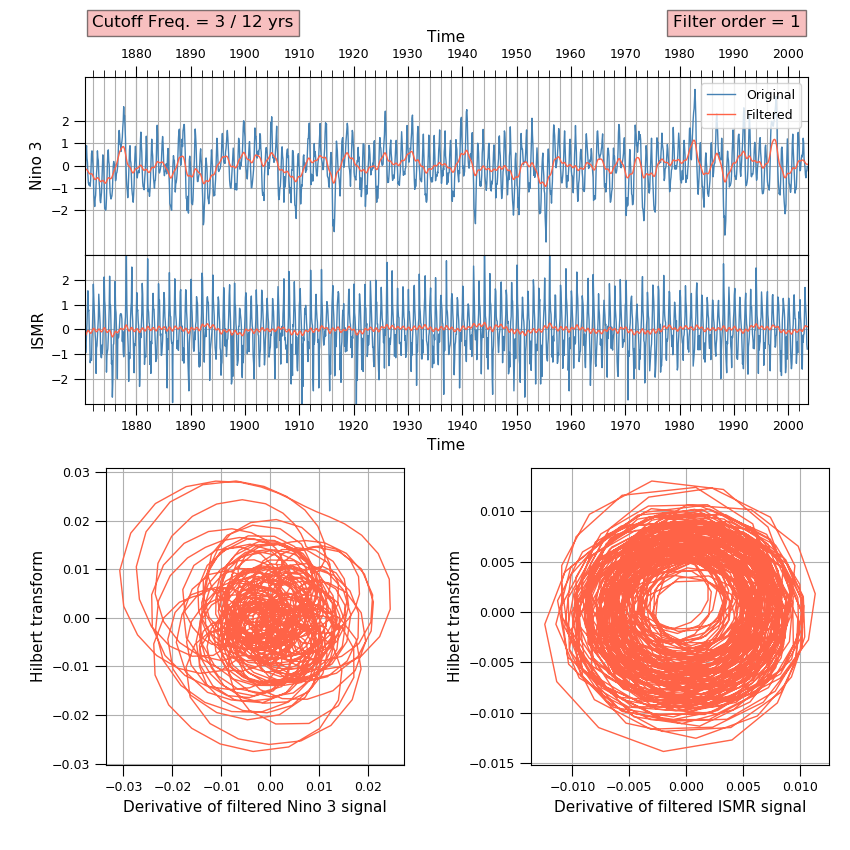 Cutoff Freq. = 3 / 12 yrs
Filter order = 1
Time
1880 1890 1900 1910 1920 1930 1940 1950 1960 1970 1980 1990 2000
Original
Filtered
Nino 3
2
1
0
−1
−2
ISMR
2
1
0
−1
−2
1880 1890 1900 1910 1920 1930 1940 1950 1960 1970 1980 1990 2000
Time
Hilbert transform
0.03
0.02
0.01
0.00
−0.01
−0.02
−0.03
−0.03 −0.02 −0.01 0.00 0.01 0.02
Derivative of filtered Nino 3 signal
Hilbert transform
0.010
0.005
0.000
−0.005
−0.010
−0.015
−0.010 −0.005 0.000 0.005 0.010
Derivative of filtered ISMR signal